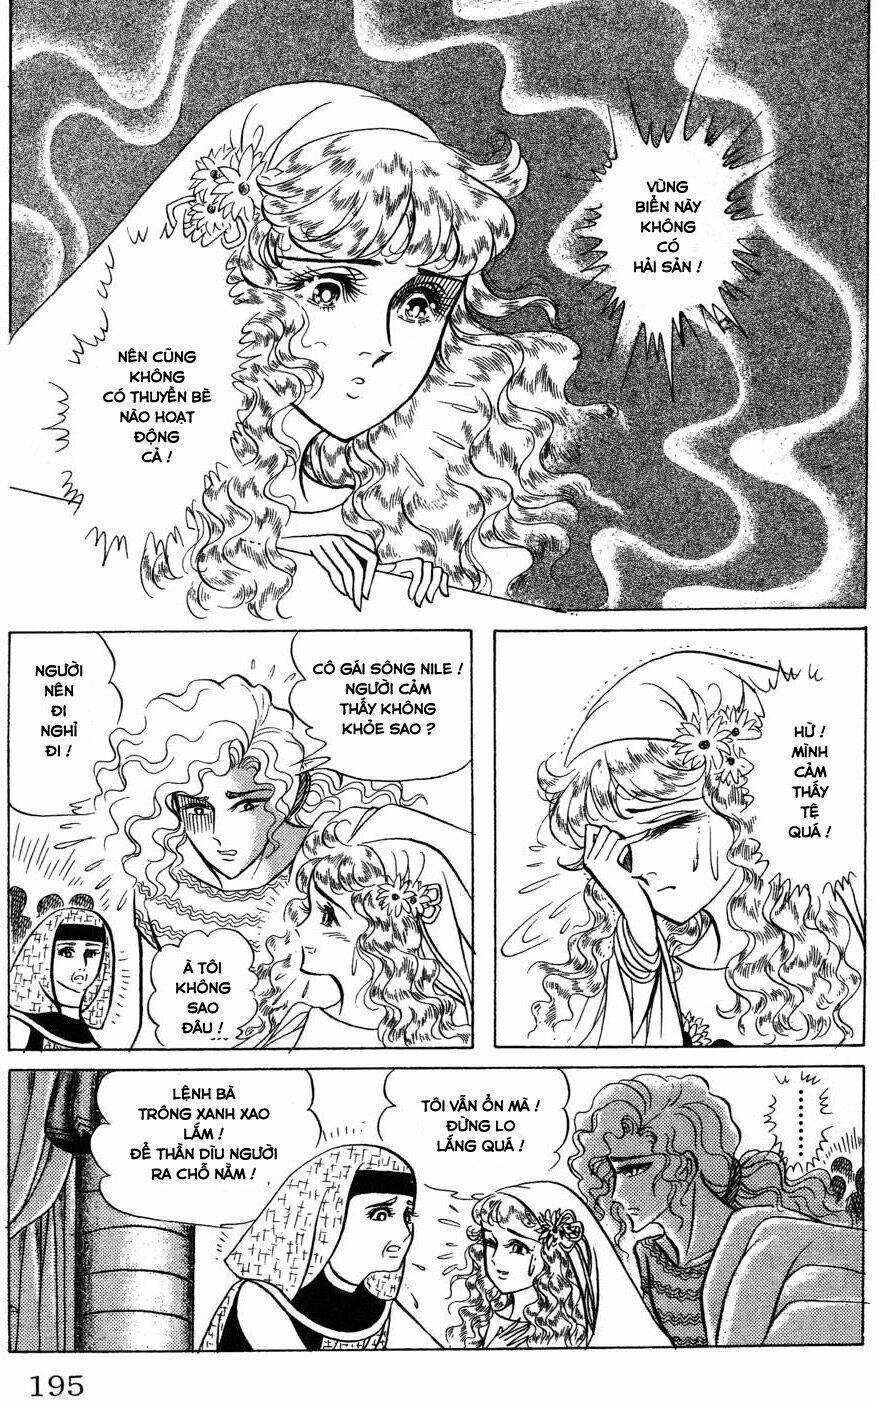 VÙNG
BIỂN NÀY
KHÔNG
CÓ
HẢI SẢN !
NÊN CŨNG
KHÔNG
CÓ THUYỀN BÈ
NÀO HOẠT
ĐỘNG
CẢ !
NGƯỜI
NÊN
ĐI
NGHỈ
ĐI !
CÔ GÁI SÔNG NILE !
NGƯỜI CẢM
THẤY KHÔNG
KHỎE SAO ?
À TÔI
KHÔNG
SAO
ĐÂU !
HỪ !
MÌNH
CẢM
THẤY
TỆ
QUÁ !
LỆNH BÀ
TRÔNG XANH XAO
LẮM !
ĐỂ THẦN DÌU NGƯỜI
RA CHỖ NẰM !
TÔI VẪN ỔN MÀ !
ĐỪNG LO
LẮNG QUÁ !
.........
195